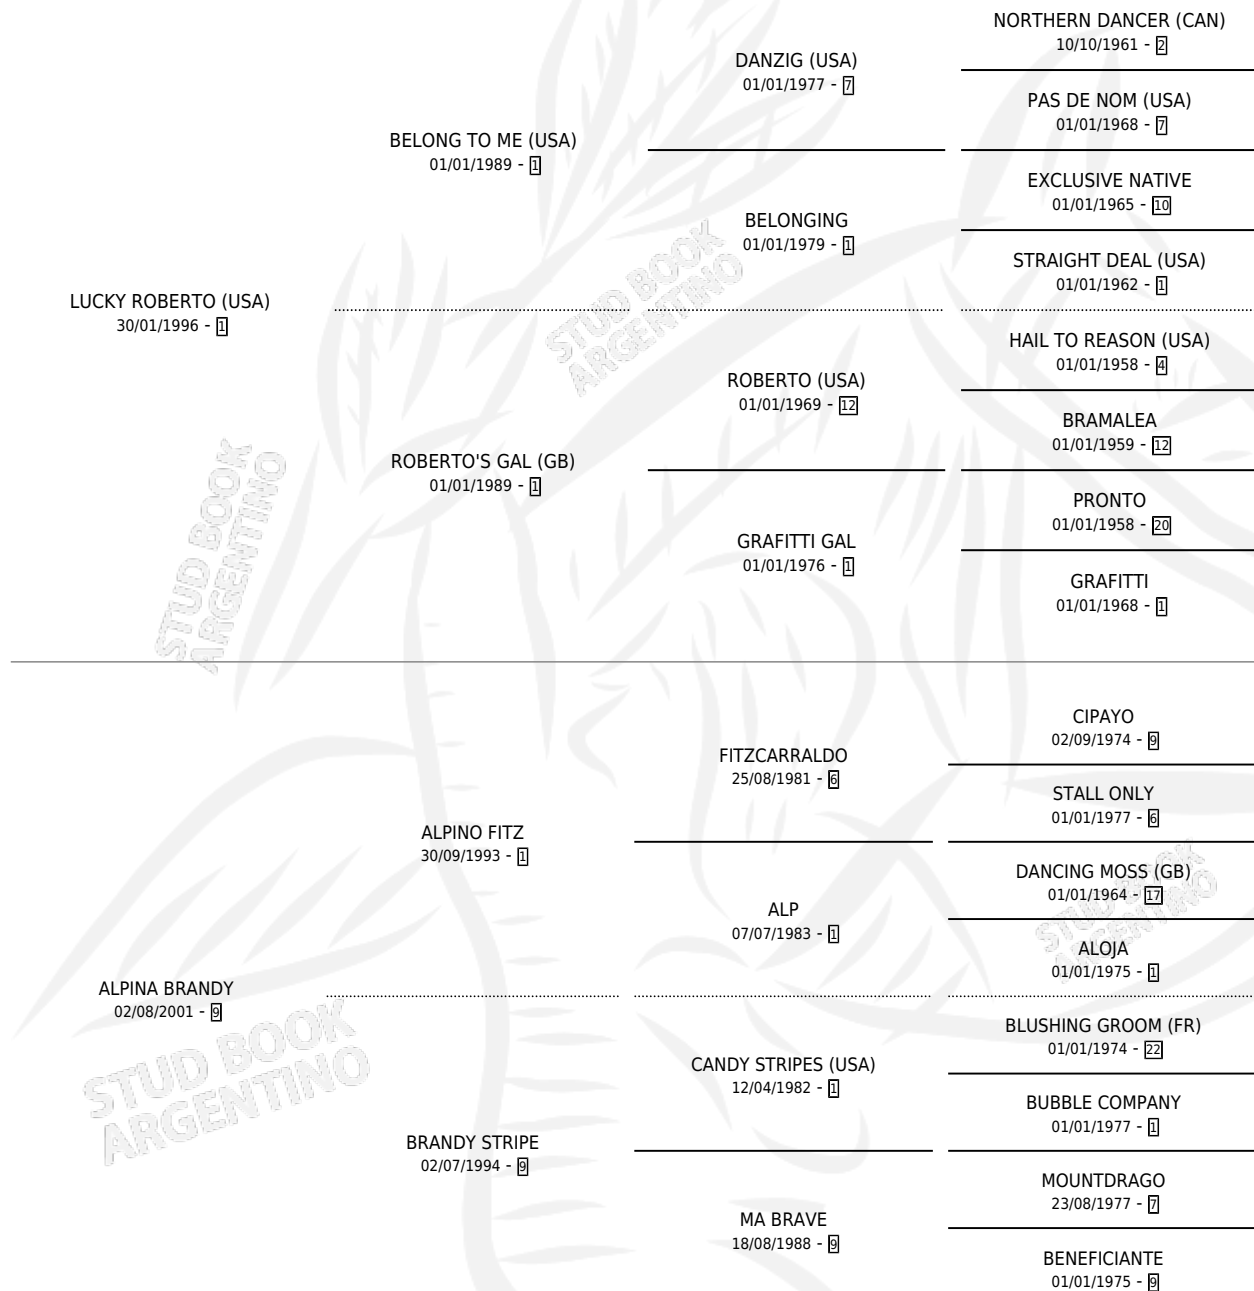 NORTHERN DANCER (CAN)
10/10/1961 - 2
DANZIG (USA)
01/01/1977 - 7
PAS DE NOM (USA)
01/01/1968 - 7
BELONG TO ME (USA)
01/01/1989 - 1
EXCLUSIVE NATIVE
01/01/1965 - 10
BELONGING
01/01/1979 - 1
STRAIGHT DEAL (USA)
01/01/1962 - 1
LUCKY ROBERTO (USA)
30/01/1996 - 1
STUD BOOK
ARGENTINO
HAIL TO REASON (USA)
01/01/1958 - 4
ROBERTO (USA)
01/01/1969 - 12
BRAMALEA
01/01/1959 - 12
ROBERTO'S GAL (GB)
01/01/1989 - 1
PRONTO
01/01/1958 - 20
GRAFITTI GAL
01/01/1976 - 1
GRAFITTI
01/01/1968 - 1
STUD BOOK
ARGENTINO
CIPAYO
02/09/1974 - 9
FITZCARRALDO
25/08/1981 - 6
STALL ONLY
01/01/1977 - 6
ALPINO FITZ
30/09/1993 - 1
DANCING MOSS (GB)
01/01/1964 - 17
ALP
07/07/1983 - 1
ALOJA
01/01/1975 - 1
STUD BOOK
ARGENTINO
ALPINA BRANDY
02/08/2001 - 9
STUD BOOK
ARGENTINO
BLUSHING GROOM (FR)
01/01/1974 - 22
CANDY STRIPES (USA)
12/04/1982 - 1
BUBBLE COMPANY
01/01/1977 - 1
BRANDY STRIPE
02/07/1994 - 9
MOUNTDRAGO
23/08/1977 - 7
MA BRAVE
18/08/1988 - 9
BENEFICIANTE
01/01/1975 - 9